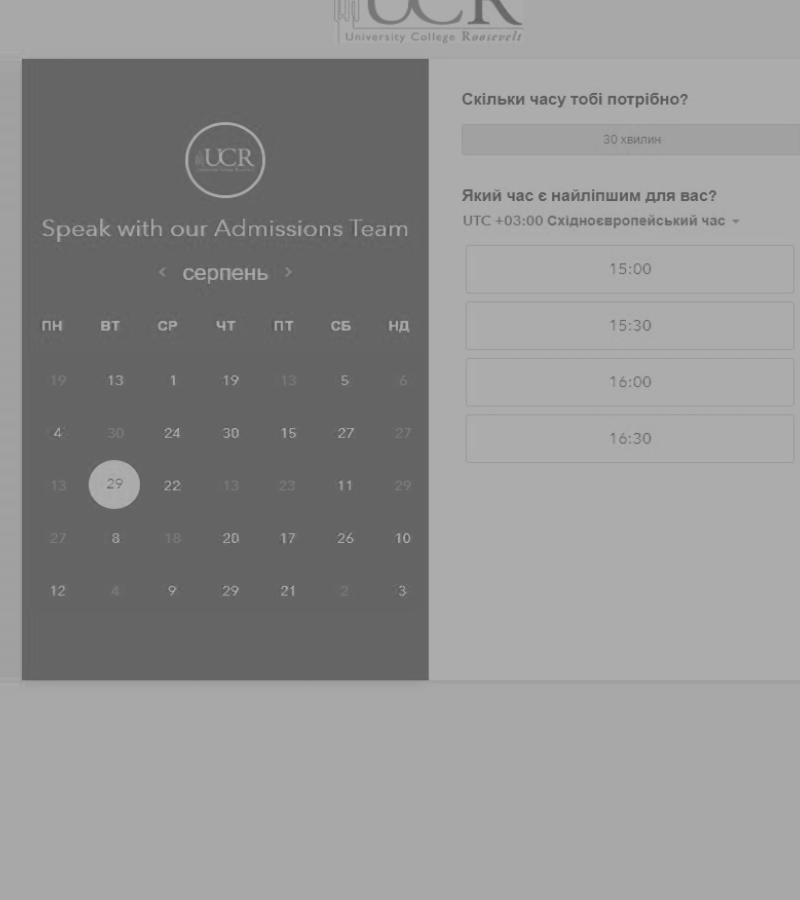 UCR
University College Roosevelt
UCR
Speak with our Admissions Team
серпень
ПН ВТ СР ЧТ ПТ СБ НД
19 13 1 19 13 5 6
4 30 24 30 15 27 27
13 29 22 13 23 11 29
27 8 18 20 17 26 10
12 4 9 29 21 2 3
Скільки часу тобі потрібно?
30 хвилин
Який час є найліпшим для вас?
UTC +03:00 Східноєвропейський час
15:00
15:30
16:00
16:30